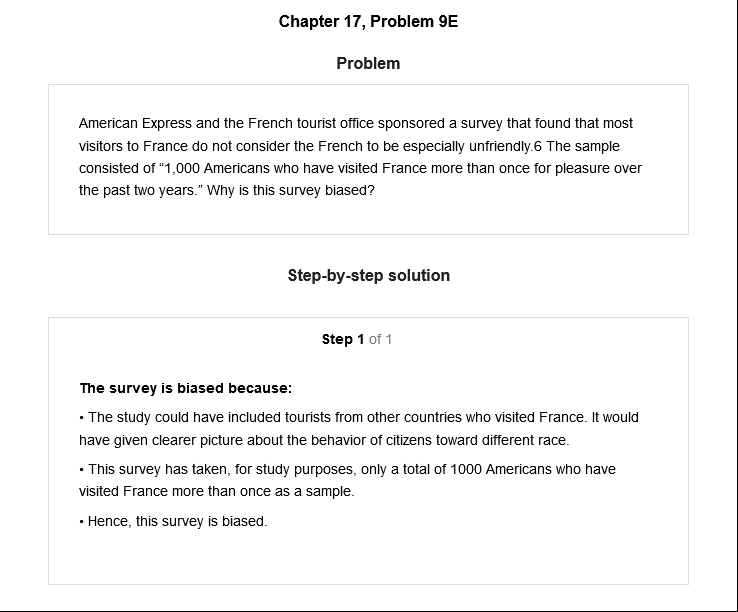 Chapter 17, Problem 9E
Problem
American Express and the French tourist office sponsored a survey that found that most
visitors to France do not consider the French to be especially unfriendly.6 The sample
consisted of “1,000 Americans who have visited France more than once for pleasure over
the past two years.” Why is this survey biased?
Step-by-step solution
Step 1 of 1
The survey is biased because:
• The study could have included tourists from other countries who visited France. It would
have given clearer picture about the behavior of citizens toward different race.
• This survey has taken, for study purposes, only a total of 1000 Americans who have
visited France more than once as a sample.
• Hence, this survey is biased.